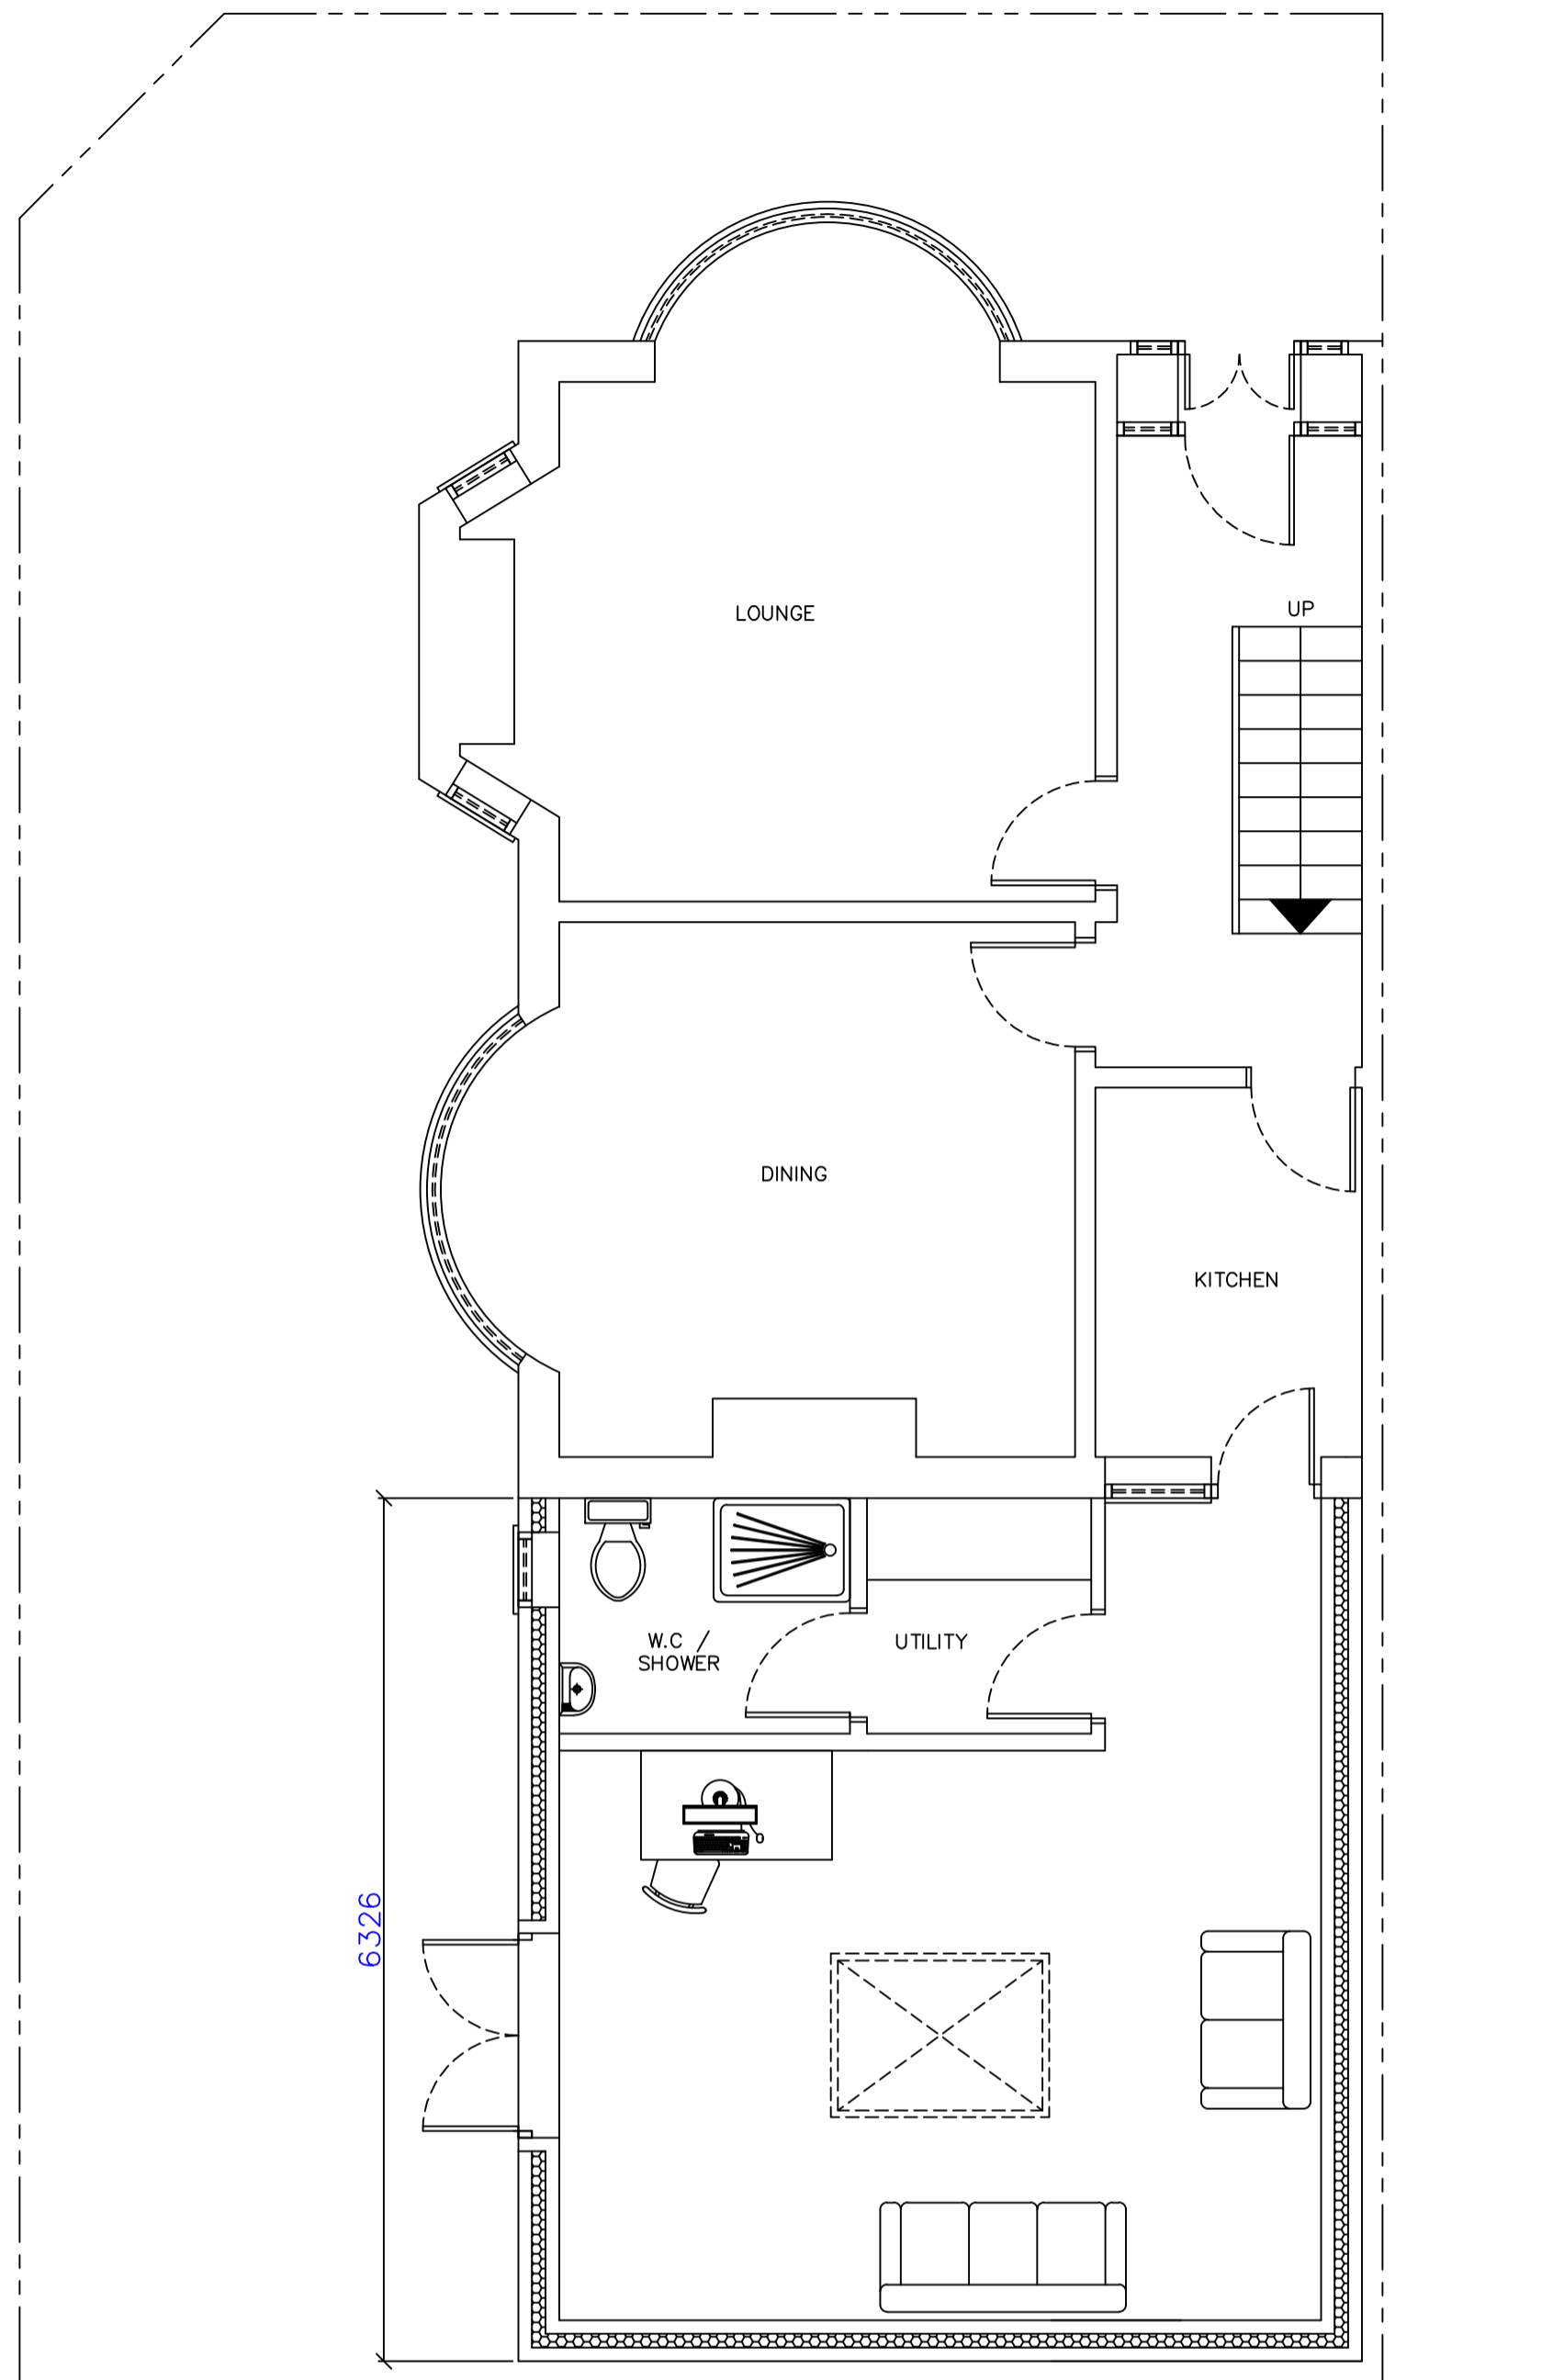 UP
LOUNGE
DINING
KITCHEN
W.C /
SHOWER
UTILITY
6326